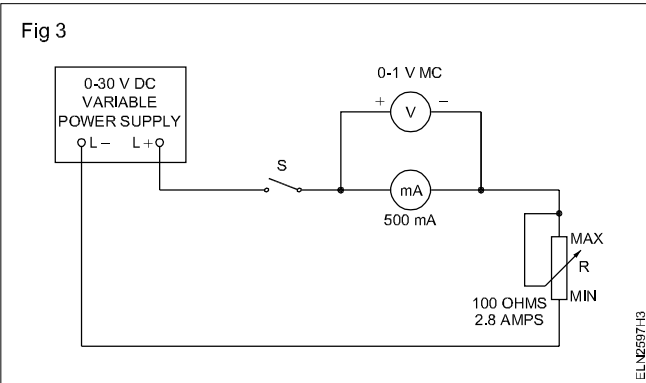 Fig 3
0-30 V DC
VARIABLE
POWER SUPPLY
L -
L +
S
0-1 V MC
+
V
-
mA
500 mA
MAX
R
MIN
100 OHMS
2.8 AMPS
ELN2597H3